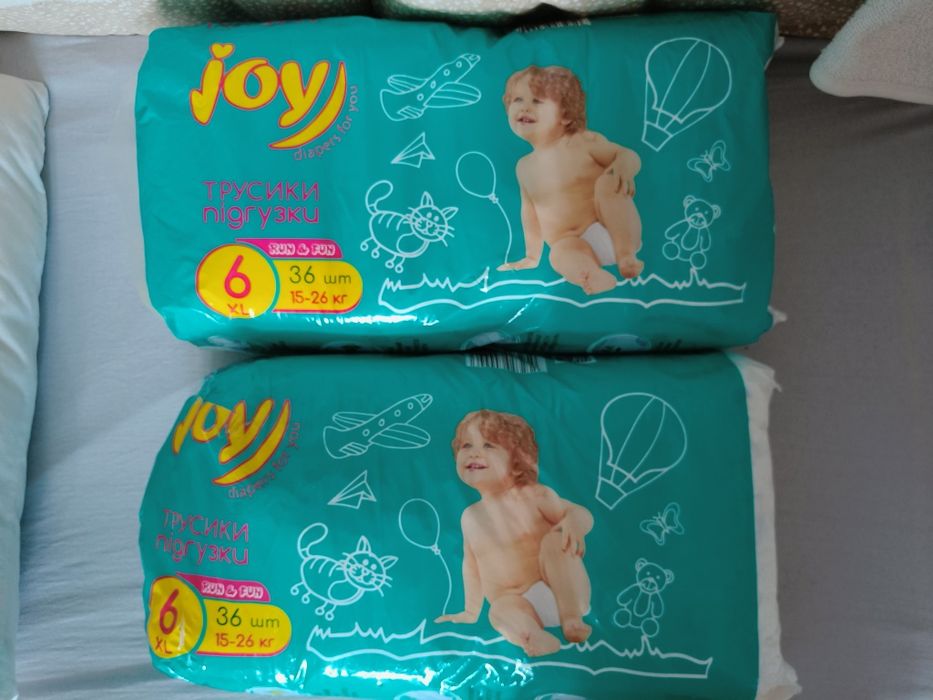 joy
diapers for you
ТРУСИКИ
підгузки
RUN & FUN
6
XL
36 шт
15-26 кг
joy
diapers for you
ТРУСИКИ
підгузки
RUN & FUN
6
XL
36 шт
15-26 кг